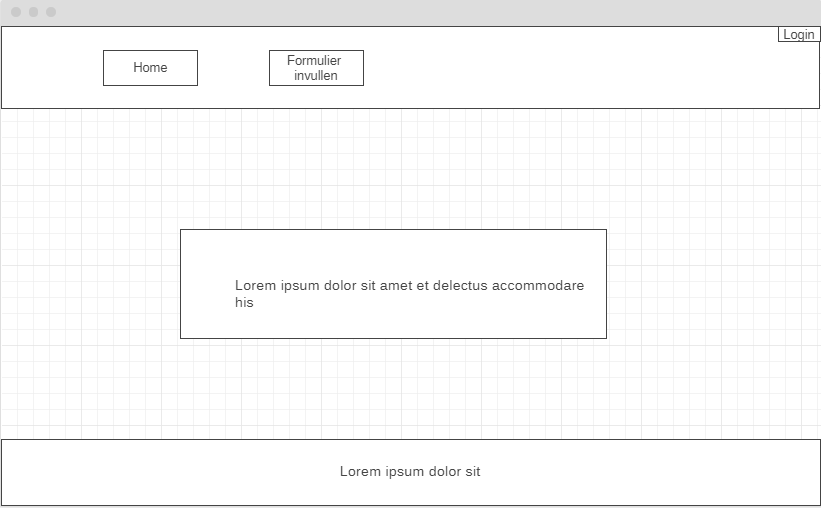 Login
Home
Formulier
invullen
Lorem ipsum dolor sit amet et delectus accommodare
his
Lorem ipsum dolor sit